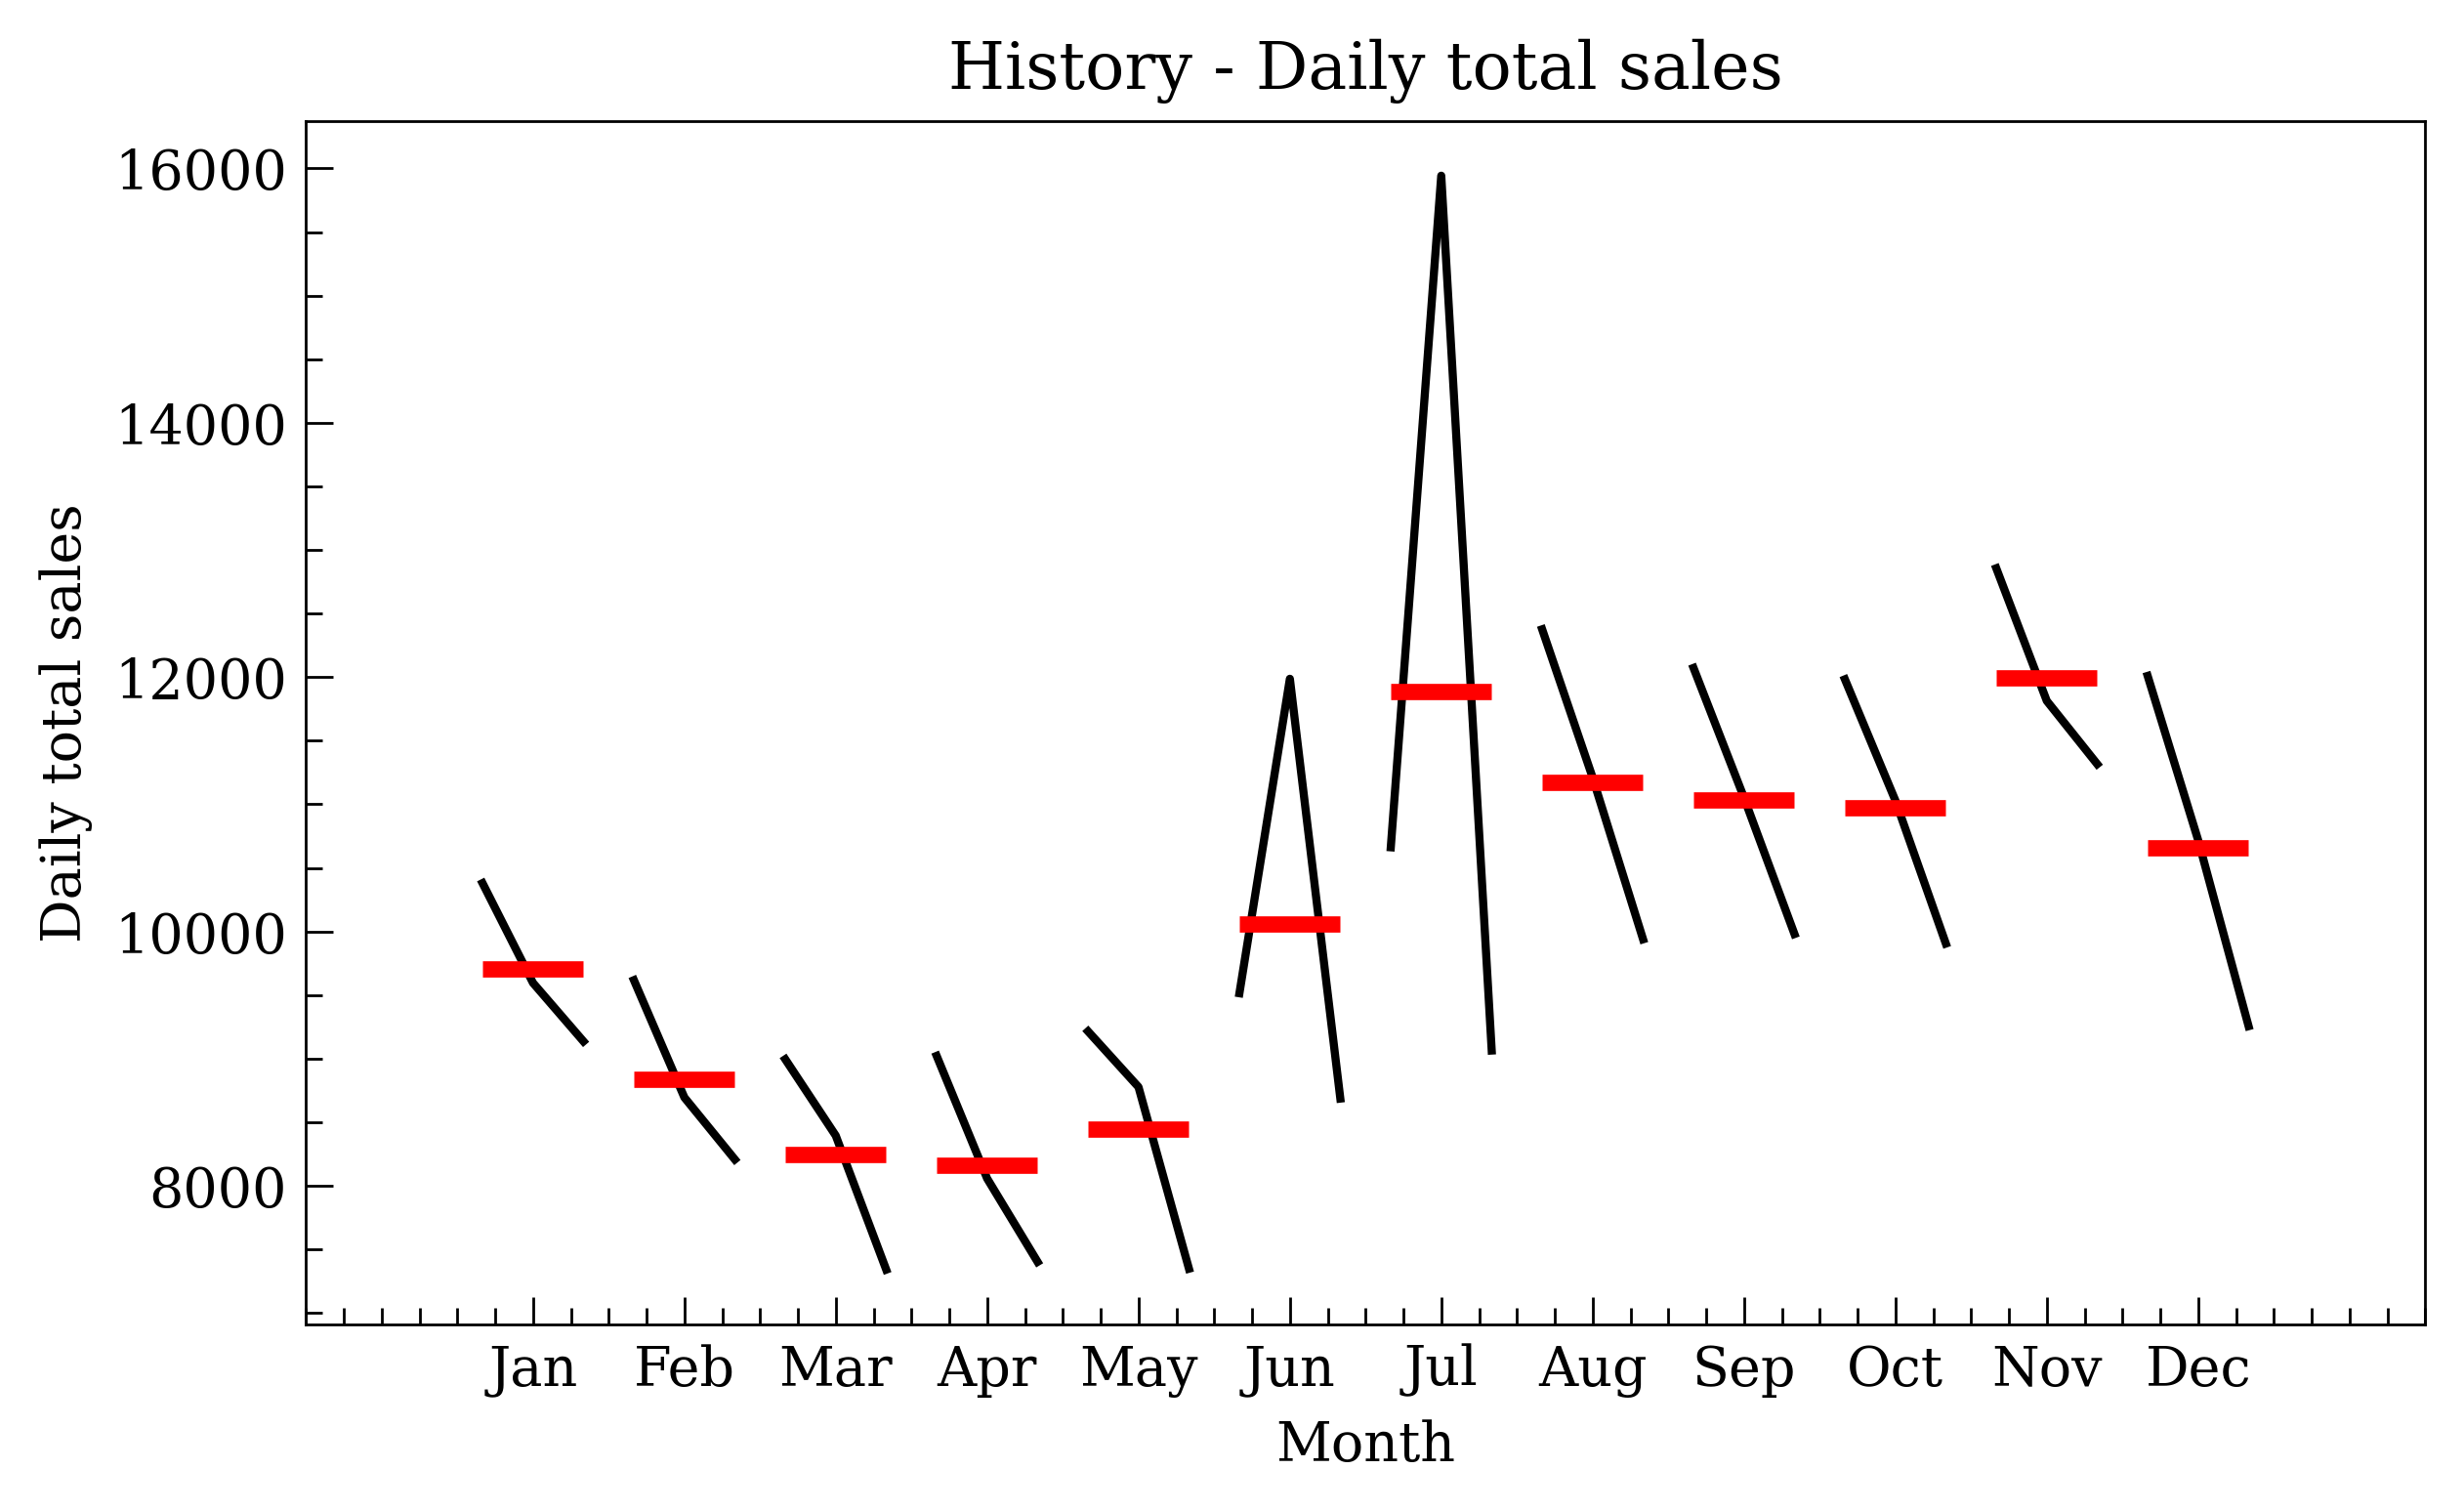 History - Daily total sales
Daily total sales
16000
14000
12000
10000
8000
Jan Feb Mar Apr May Jun Jul Aug Sep Oct Nov Dec
Month